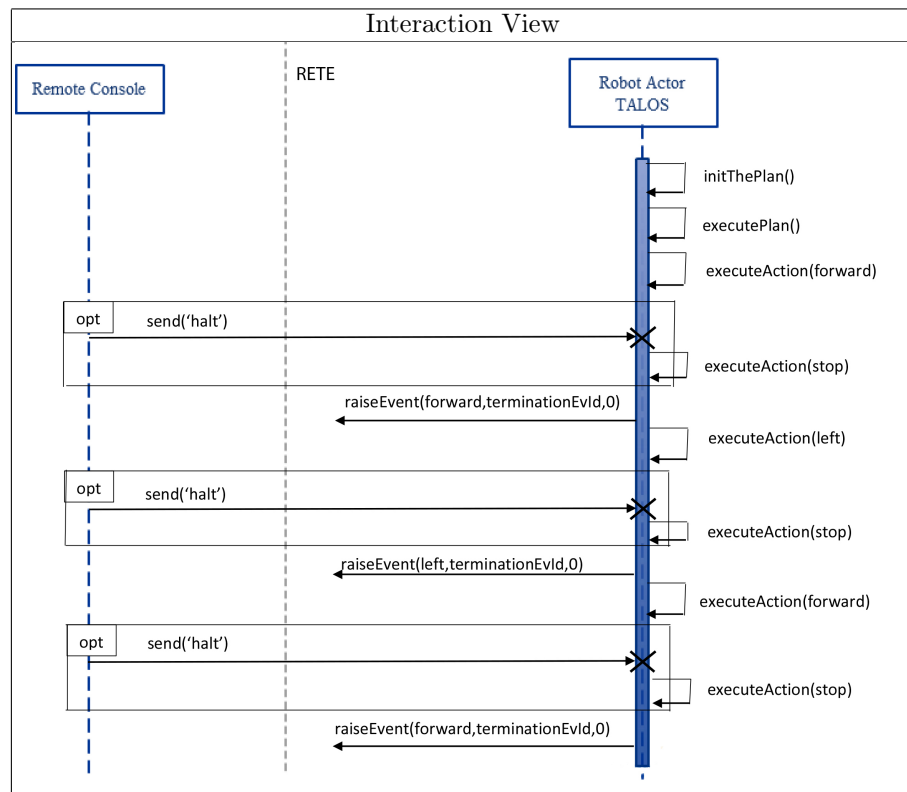 Interaction View
RETE
Remote Console
Robot Actor
TALOS
initThePlan()
executePlan()
executeAction(forward)
opt
send(‘halt’)
executeAction(stop)
raiseEvent(forward,terminationEvId,0)
executeAction(left)
opt
send(‘halt’)
executeAction(stop)
raiseEvent(left,terminationEvId,0)
executeAction(forward)
opt
send(‘halt’)
executeAction(stop)
raiseEvent(forward,terminationEvId,0)